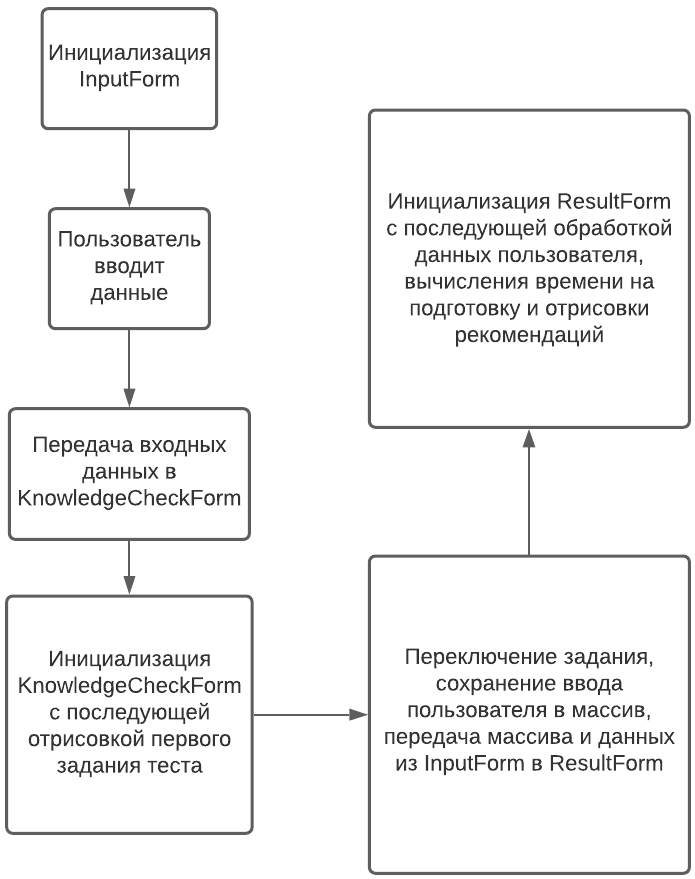 Инициализация
InputForm
Пользователь
вводит
данные
Передача входных
данных в
KnowledgeCheckForm
Инициализация
KnowledgeCheckForm
с последующей
отрисовкой первого
задания теста
Переключение задания,
сохранение ввода
пользователя в массив,
передача массива и данных
из InputForm в ResultForm
Инициализация ResultForm
с последующей обработкой
данных пользователя,
вычисления времени на
подготовку и отрисовки
рекомендаций